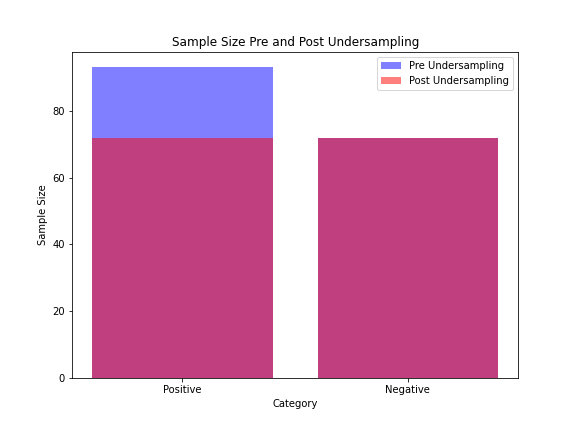 Sample Size Pre and Post Undersampling
Pre Undersampling
Post Undersampling
Sample Size
80
60
40
20
0
Positive
Negative
Category